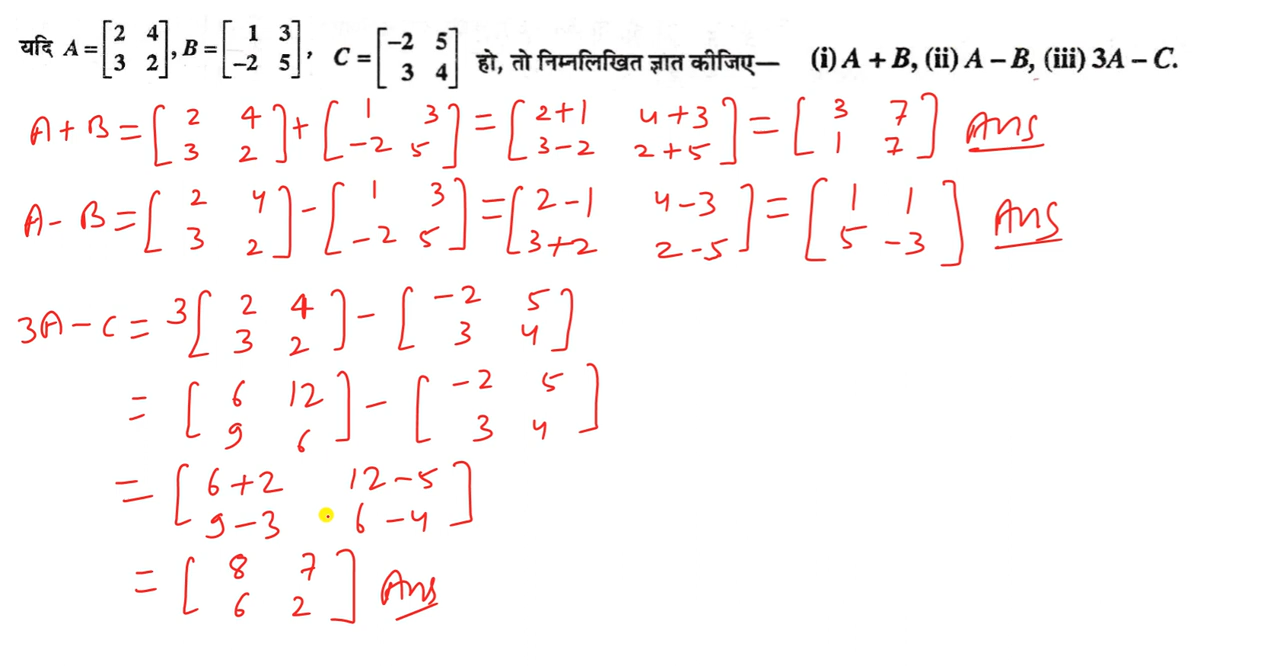 यदि A = [2 4; 3 2], B = [1 3; -2 5], C = [-2 5; 3 4] हो, तो निम्नलिखित ज्ञात कीजिए— (i) A + B, (ii) A – B, (iii) 3A – C.
A + B = [2 4; 3 2] + [1 3; -2 5] = [2+1 4+3; 3-2 2+5] = [3 7; 1 7] Ans
A - B = [2 4; 3 2] - [1 3; -2 5] = [2-1 4-3; 3+2 2-5] = [1 1; 5 -3] Ans
3A - C = 3[2 4; 3 2] - [-2 5; 3 4]
= [6 12; 9 6] - [-2 5; 3 4]
= [6+2 12-5; 9-3 6-4]
= [8 7; 6 2] Ans